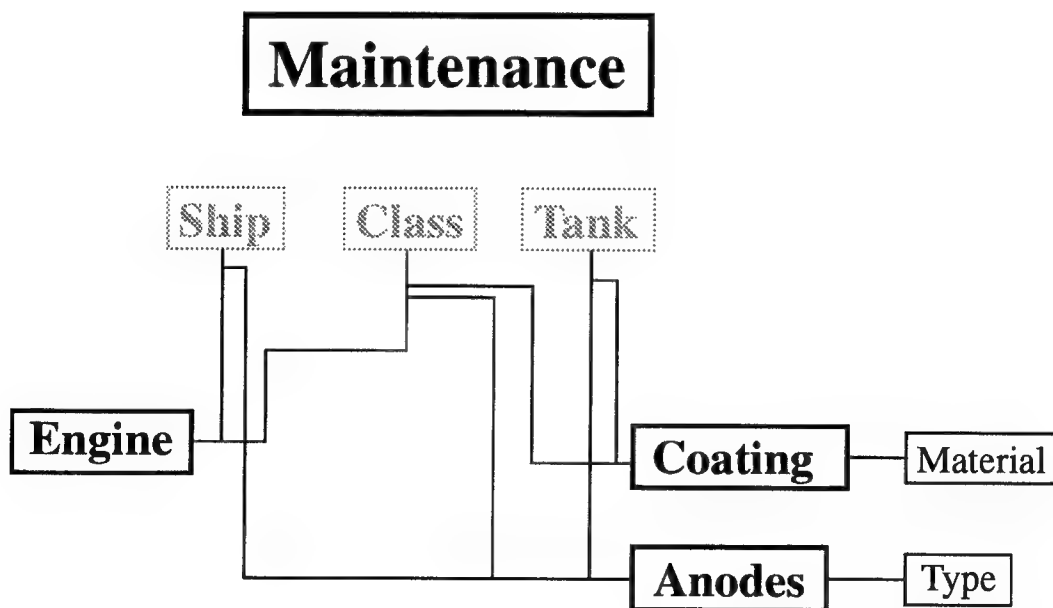 Maintenance
Ship
Class
Tank
Engine
Coating
Material
Anodes
Type